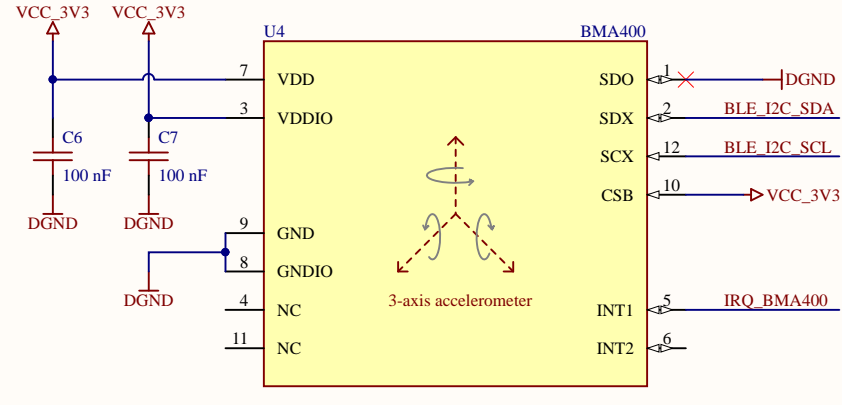 VCC_3V3 VCC_3V3
U4 BMA400
7 VDD SDO 1 DGND
3 VDDIO SDX 2 BLE_I2C_SDA
C6 C7 SCX 12 BLE_I2C_SCL
100 nF 100 nF
CSB 10 VCC_3V3
DGND DGND
9 GND
8 GNDIO
DGND 3-axis accelerometer
4 NC INT1 5 IRQ_BMA400
11 NC INT2 6